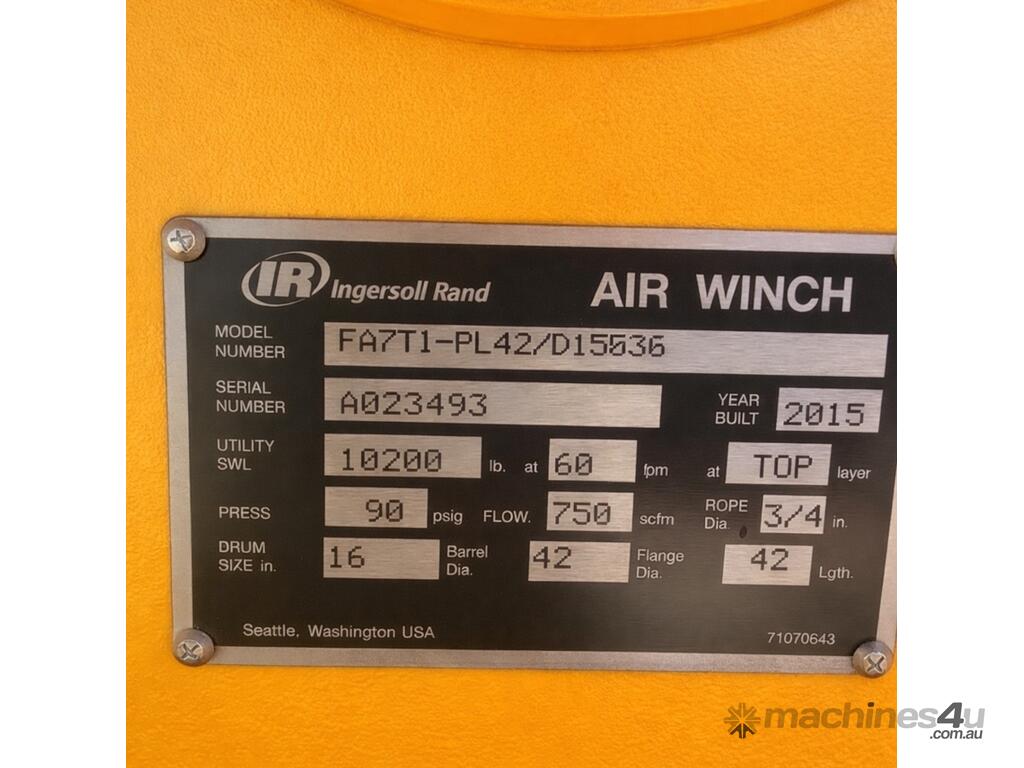 IR Ingersoll Rand AIR WINCH
MODEL NUMBER FA7T1-PL42/D15036
SERIAL NUMBER A023493 YEAR BUILT 2015
UTILITY SWL 10200 lb. at 60 fpm at TOP layer
PRESS 90 psig FLOW. 750 scfm ROPE Dia. 3/4 in.
DRUM SIZE in. 16 Barrel Dia. 42 Flange Dia. 42 Lgth.
Seattle, Washington USA 71070643
machines4u
.com.au